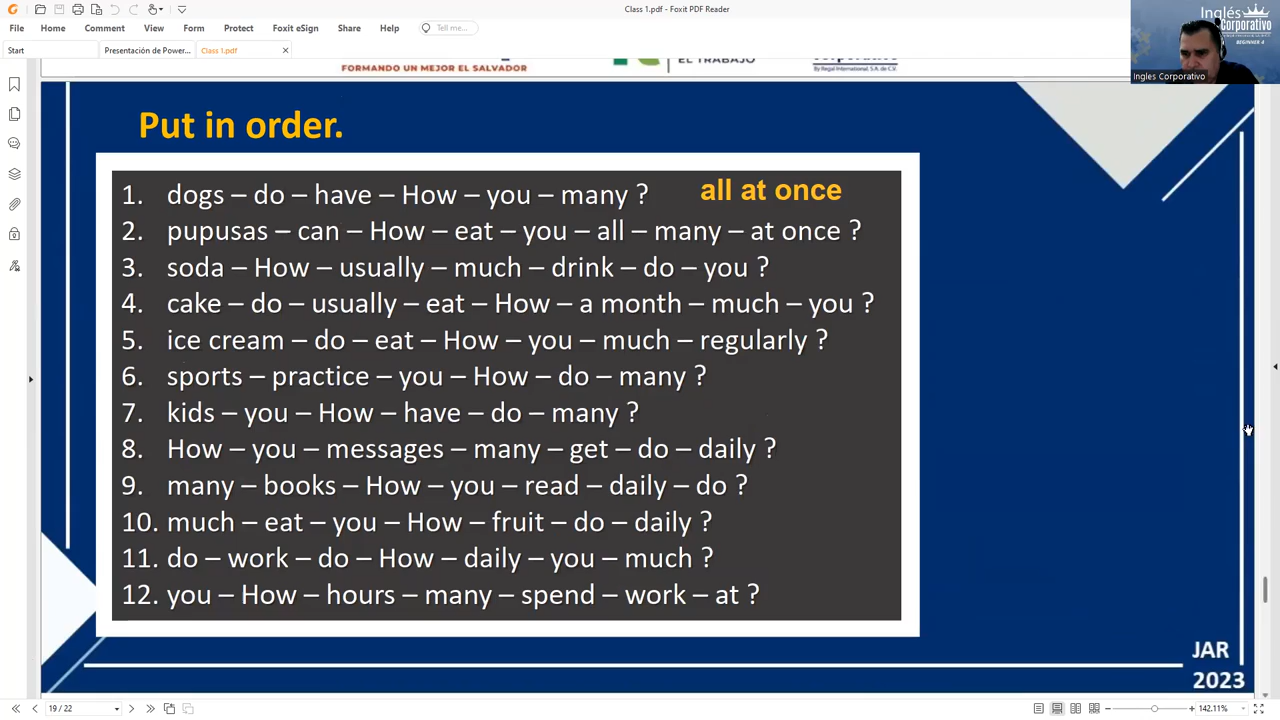 Class 1.pdf - Foxit PDF Reader
File Home Comment View Form Protect Foxit eSign Share Help Tell me...
Start Presentación de Power... Class 1.pdf
Inglés
Corporativo
BEGINNER 4
Ingles Corporativo
FORMANDO UN MEJOR EL SALVADOR
EL TRABAJO
By Regal International, S.A. de C.V.
Put in order.
all at once
1. dogs – do – have – How – you – many ?
2. pupusas – can – How – eat – you – all – many – at once ?
3. soda – How – usually – much – drink – do – you ?
4. cake – do – usually – eat – How – a month – much – you ?
5. ice cream – do – eat – How – you – much – regularly ?
6. sports – practice – you – How – do – many ?
7. kids – you – How – have – do – many ?
8. How – you – messages – many – get – do – daily ?
9. many – books – How – you – read – daily – do ?
10. much – eat – you – How – fruit – do – daily ?
11. do – work – do – How – daily – you – much ?
12. you – How – hours – many – spend – work – at ?
JAR
2023
19 / 22
142.11%